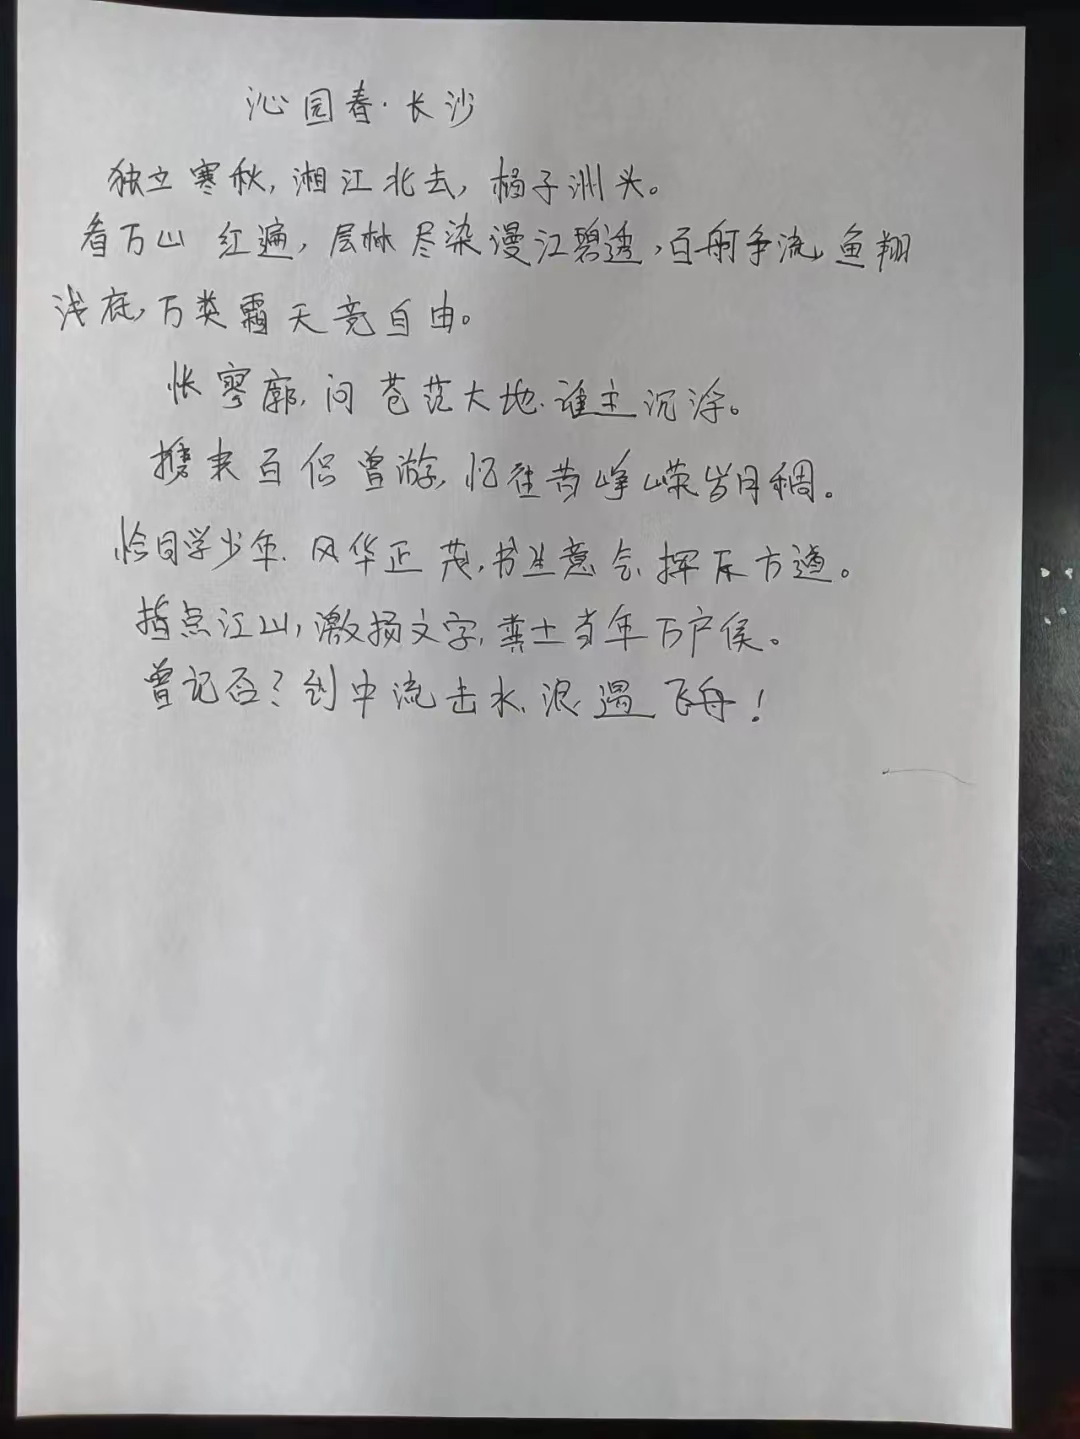 沁园春·长沙
独立寒秋,湘江北去,橘子洲头。
看万山红遍,层林尽染漫江碧透,百舸争流,鱼翔
浅底,万类霜天竞自由。
怅寥廓,问苍茫大地.谁主沉浮。
携来百侣曾游,忆往昔峥嵘岁月稠。
恰同学少年.风华正茂,书生意气.挥斥方遒。
指点江山,激扬文字,粪土当年万户侯。
曾记否?到中流击水,浪遏飞舟!